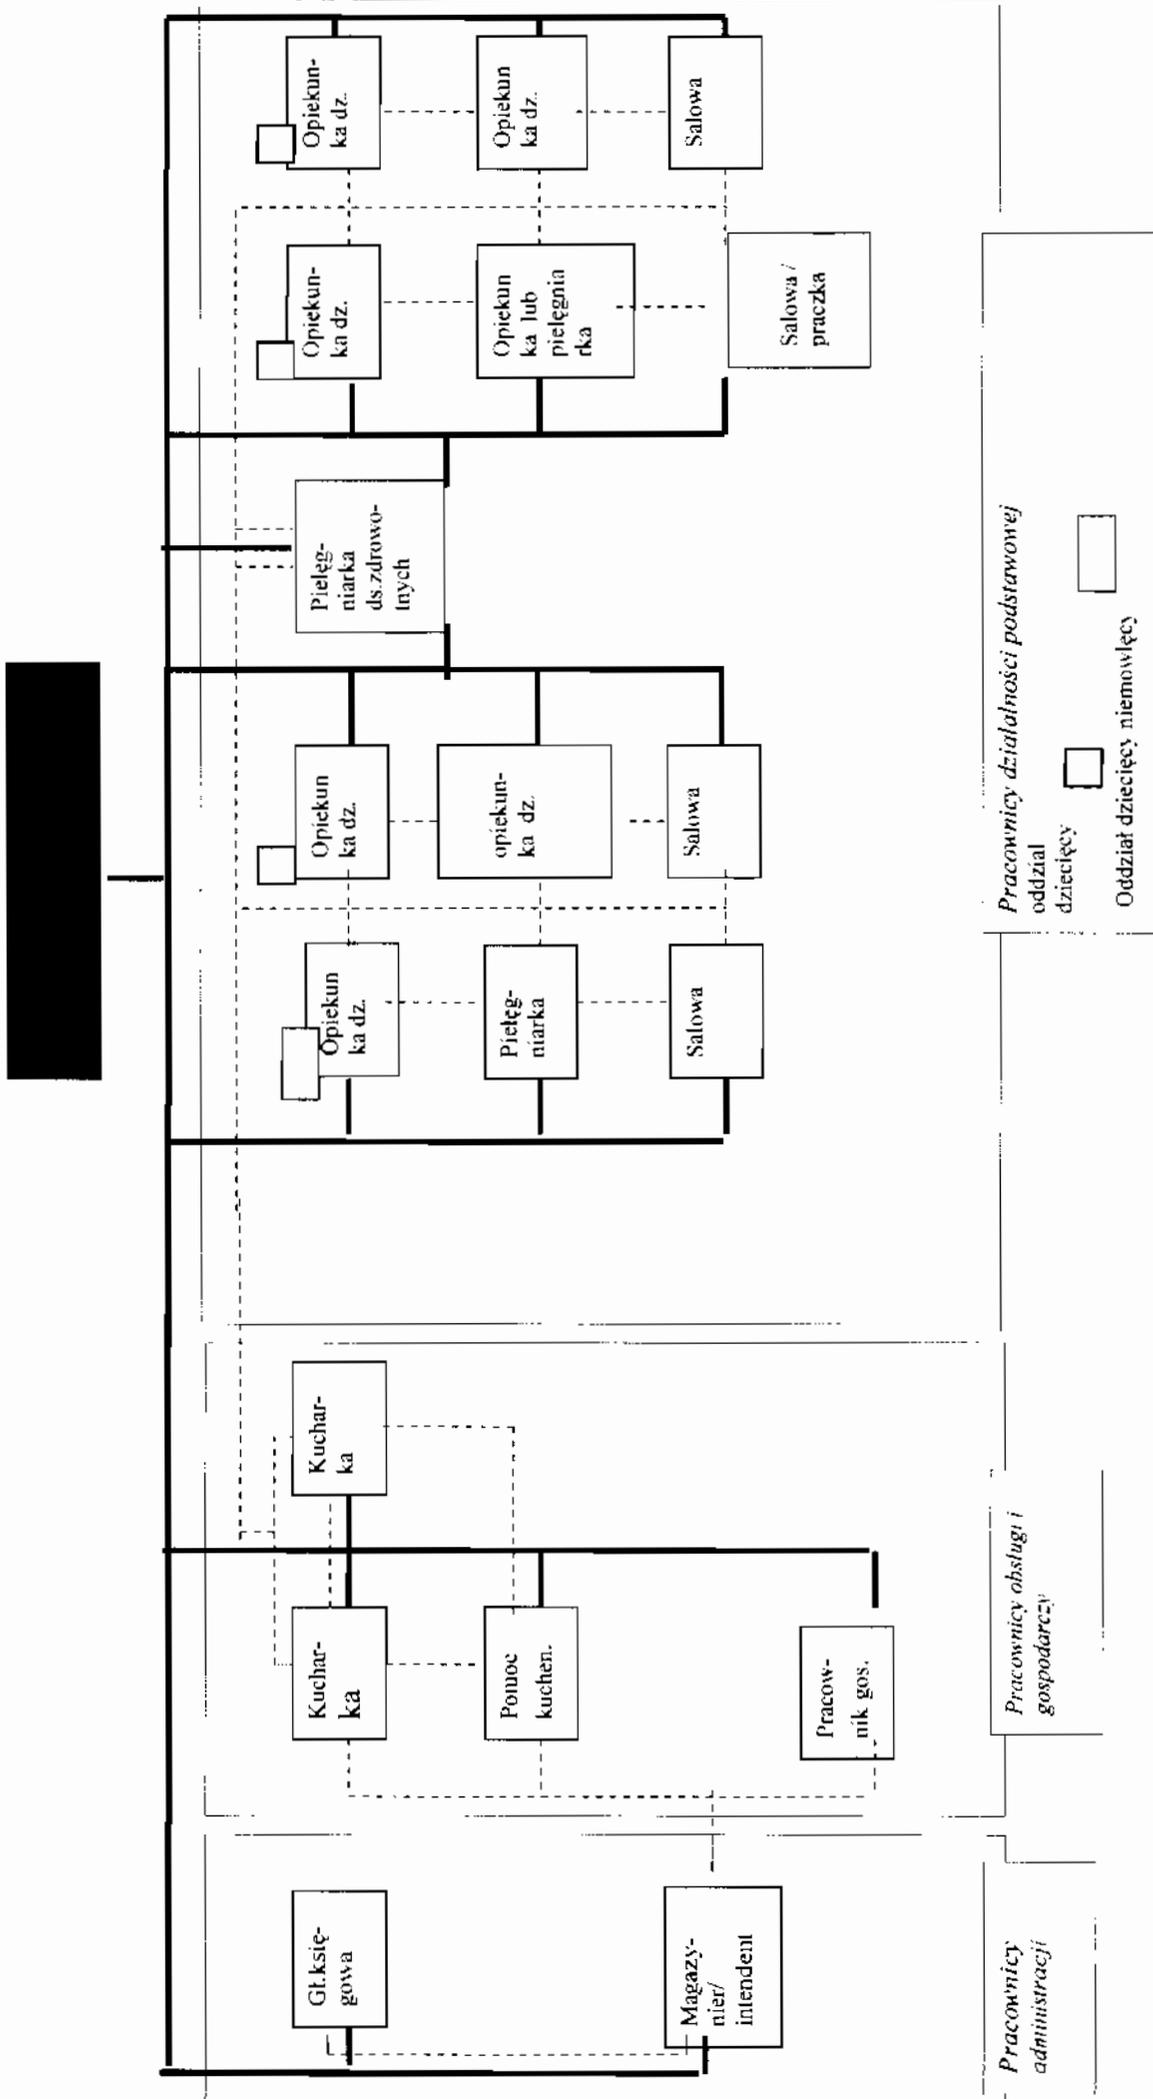 Gł.księ-
gowa
Kuchar-
ka
Kuchar-
ka
Opiekun
ka dz.
Opiekun
ka dz.
Pielęg-
niarka
ds.zdrowo-
tnych
Opiekun-
ka dz.
Opiekun-
ka dz.
Pomoc
kuchen.
Pielęg-
niarka
opiekun-
ka dz.
Opiekun
ka lub
pielęgnia
rka
Opiekun
ka dz.
Magazy-
nier/
intendent
Pracow-
nik gos.
Salowa
Salowa
Salowa /
praczka
Salowa
Pracownicy
administracji
Pracownicy obsługi i
gospodarczy
Pracownicy działalności podstawowej
oddział
dziecięcy
Oddział dziecięcy niemowlęcy